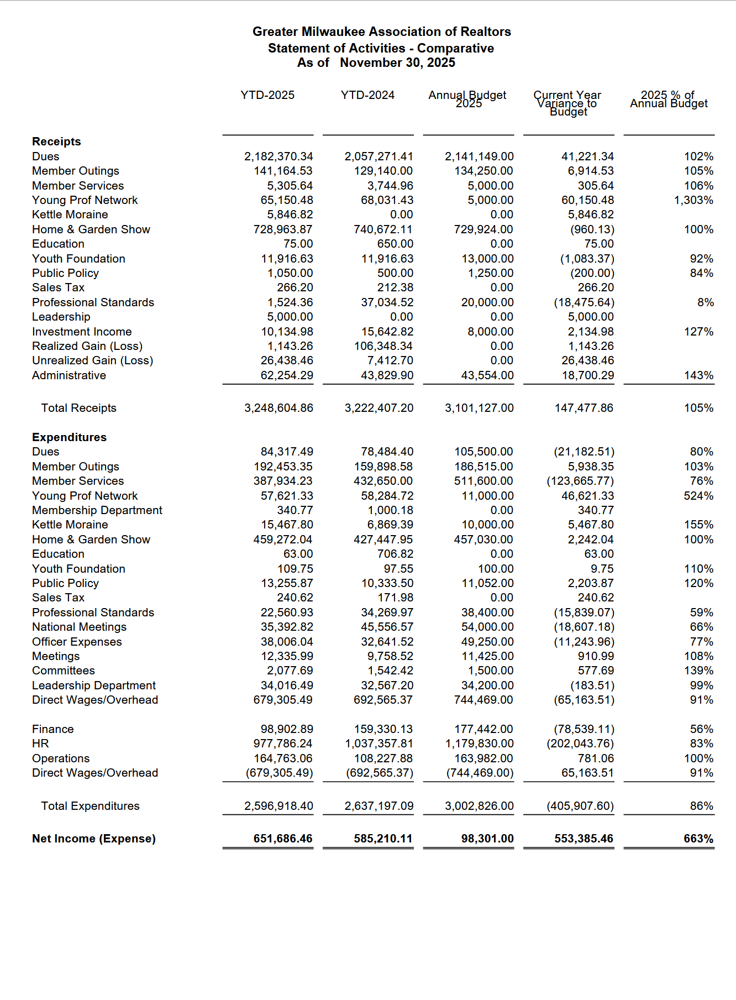 Greater Milwaukee Association of Realtors
Statement of Activities - Comparative
As of November 30, 2025
YTD-2025 YTD-2024 Annual Budget 2025 Current Year Variance to Budget 2025 % of Annual Budget
Receipts
Dues 2,182,370.34 2,057,271.41 2,141,149.00 41,221.34 102%
Member Outings 141,164.53 129,140.00 134,250.00 6,914.53 105%
Member Services 5,305.64 3,744.96 5,000.00 305.64 106%
Young Prof Network 65,150.48 68,031.43 5,000.00 60,150.48 1,303%
Kettle Moraine 5,846.82 0.00 0.00 5,846.82
Home & Garden Show 728,963.87 740,672.11 729,924.00 (960.13) 100%
Education 75.00 650.00 0.00 75.00
Youth Foundation 11,916.63 11,916.63 13,000.00 (1,083.37) 92%
Public Policy 1,050.00 500.00 1,250.00 (200.00) 84%
Sales Tax 266.20 212.38 0.00 266.20
Professional Standards 1,524.36 37,034.52 20,000.00 (18,475.64) 8%
Leadership 5,000.00 0.00 0.00 5,000.00
Investment Income 10,134.98 15,642.82 8,000.00 2,134.98 127%
Realized Gain (Loss) 1,143.26 106,348.34 0.00 1,143.26
Unrealized Gain (Loss) 26,438.46 7,412.70 0.00 26,438.46
Administrative 62,254.29 43,829.90 43,554.00 18,700.29 143%
Total Receipts 3,248,604.86 3,222,407.20 3,101,127.00 147,477.86 105%
Expenditures
Dues 84,317.49 78,484.40 105,500.00 (21,182.51) 80%
Member Outings 192,453.35 159,898.58 186,515.00 5,938.35 103%
Member Services 387,934.23 432,650.00 511,600.00 (123,665.77) 76%
Young Prof Network 57,621.33 58,284.72 11,000.00 46,621.33 524%
Membership Department 340.77 1,000.18 0.00 340.77
Kettle Moraine 15,467.80 6,869.39 10,000.00 5,467.80 155%
Home & Garden Show 459,272.04 427,447.95 457,030.00 2,242.04 100%
Education 63.00 706.82 0.00 63.00
Youth Foundation 109.75 97.55 100.00 9.75 110%
Public Policy 13,255.87 10,333.50 11,052.00 2,203.87 120%
Sales Tax 240.62 171.98 0.00 240.62
Professional Standards 22,560.93 34,269.97 38,400.00 (15,839.07) 59%
National Meetings 35,392.82 45,556.57 54,000.00 (18,607.18) 66%
Officer Expenses 38,006.04 32,641.52 49,250.00 (11,243.96) 77%
Meetings 12,335.99 9,758.52 11,425.00 910.99 108%
Committees 2,077.69 1,542.42 1,500.00 577.69 139%
Leadership Department 34,016.49 32,567.20 34,200.00 (183.51) 99%
Direct Wages/Overhead 679,305.49 692,565.37 744,469.00 (65,163.51) 91%
Finance 98,902.89 159,330.13 177,442.00 (78,539.11) 56%
HR 977,786.24 1,037,357.81 1,179,830.00 (202,043.76) 83%
Operations 164,763.06 108,227.88 163,982.00 781.06 100%
Direct Wages/Overhead (679,305.49) (692,565.37) (744,469.00) 65,163.51 91%
Total Expenditures 2,596,918.40 2,637,197.09 3,002,826.00 (405,907.60) 86%
Net Income (Expense) 651,686.46 585,210.11 98,301.00 553,385.46 663%